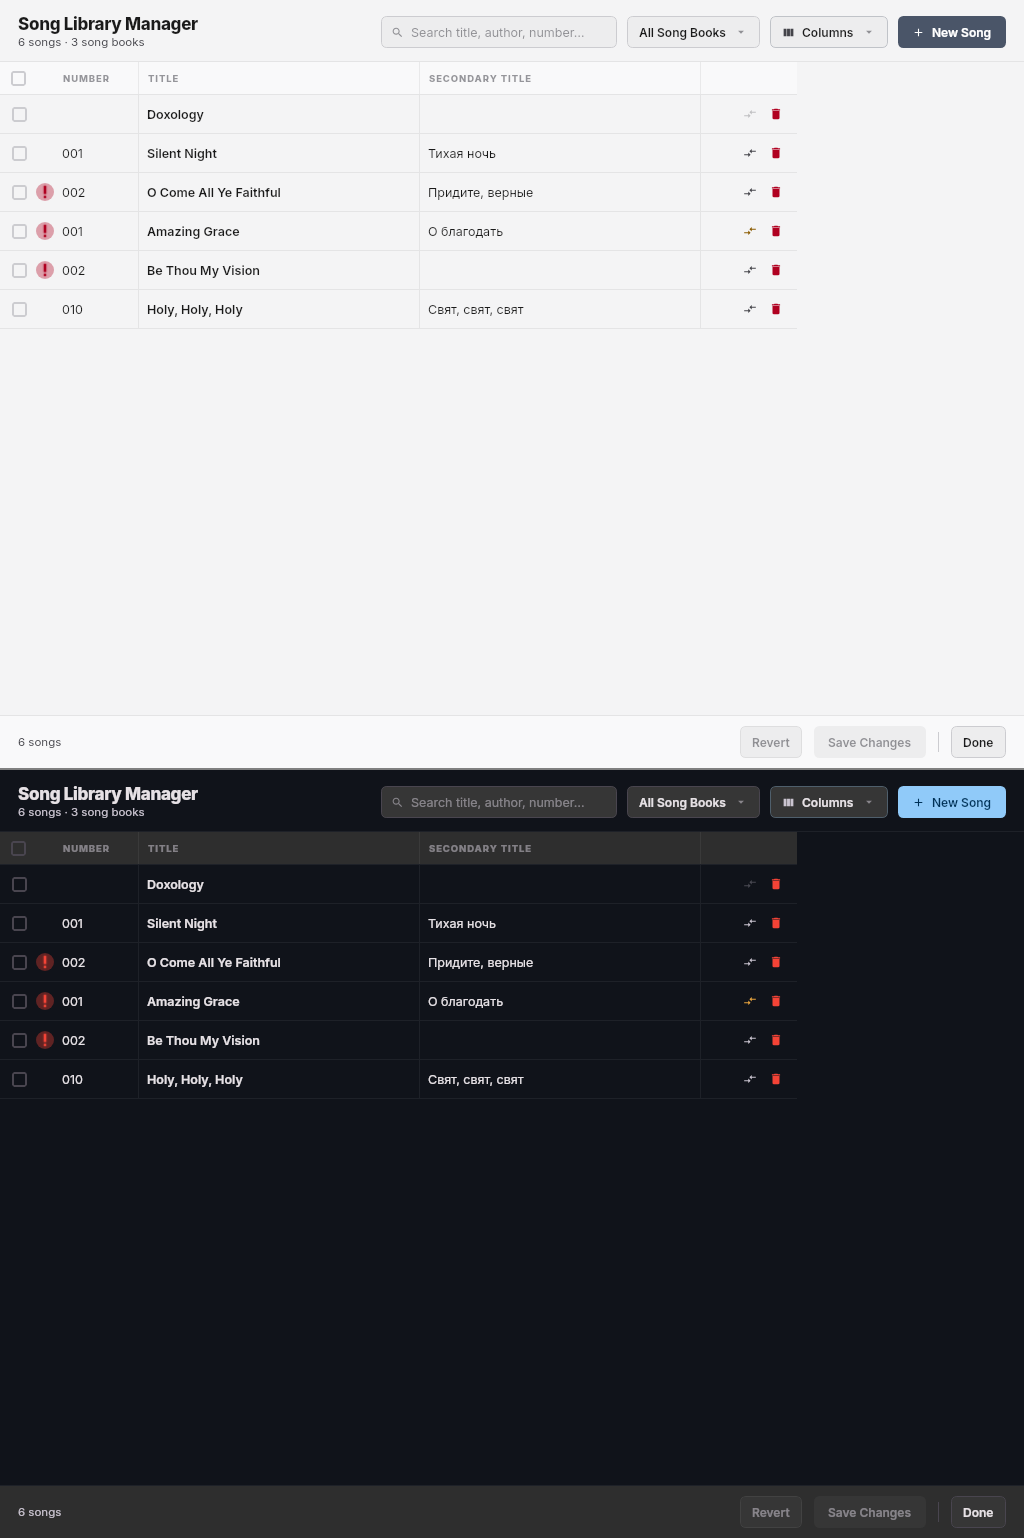 Song Library Manager
6 songs · 3 song books
Search title, author, number...
All Song Books
Columns
+ New Song
NUMBER TITLE SECONDARY TITLE
Doxology
001 Silent Night Тихая ночь
002 O Come All Ye Faithful Придите, верные
001 Amazing Grace О благодать
002 Be Thou My Vision
010 Holy, Holy, Holy Свят, свят, свят
6 songs
Revert
Save Changes
Done
Song Library Manager
6 songs · 3 song books
Search title, author, number...
All Song Books
Columns
+ New Song
NUMBER TITLE SECONDARY TITLE
Doxology
001 Silent Night Тихая ночь
002 O Come All Ye Faithful Придите, верные
001 Amazing Grace О благодать
002 Be Thou My Vision
010 Holy, Holy, Holy Свят, свят, свят
6 songs
Revert
Save Changes
Done